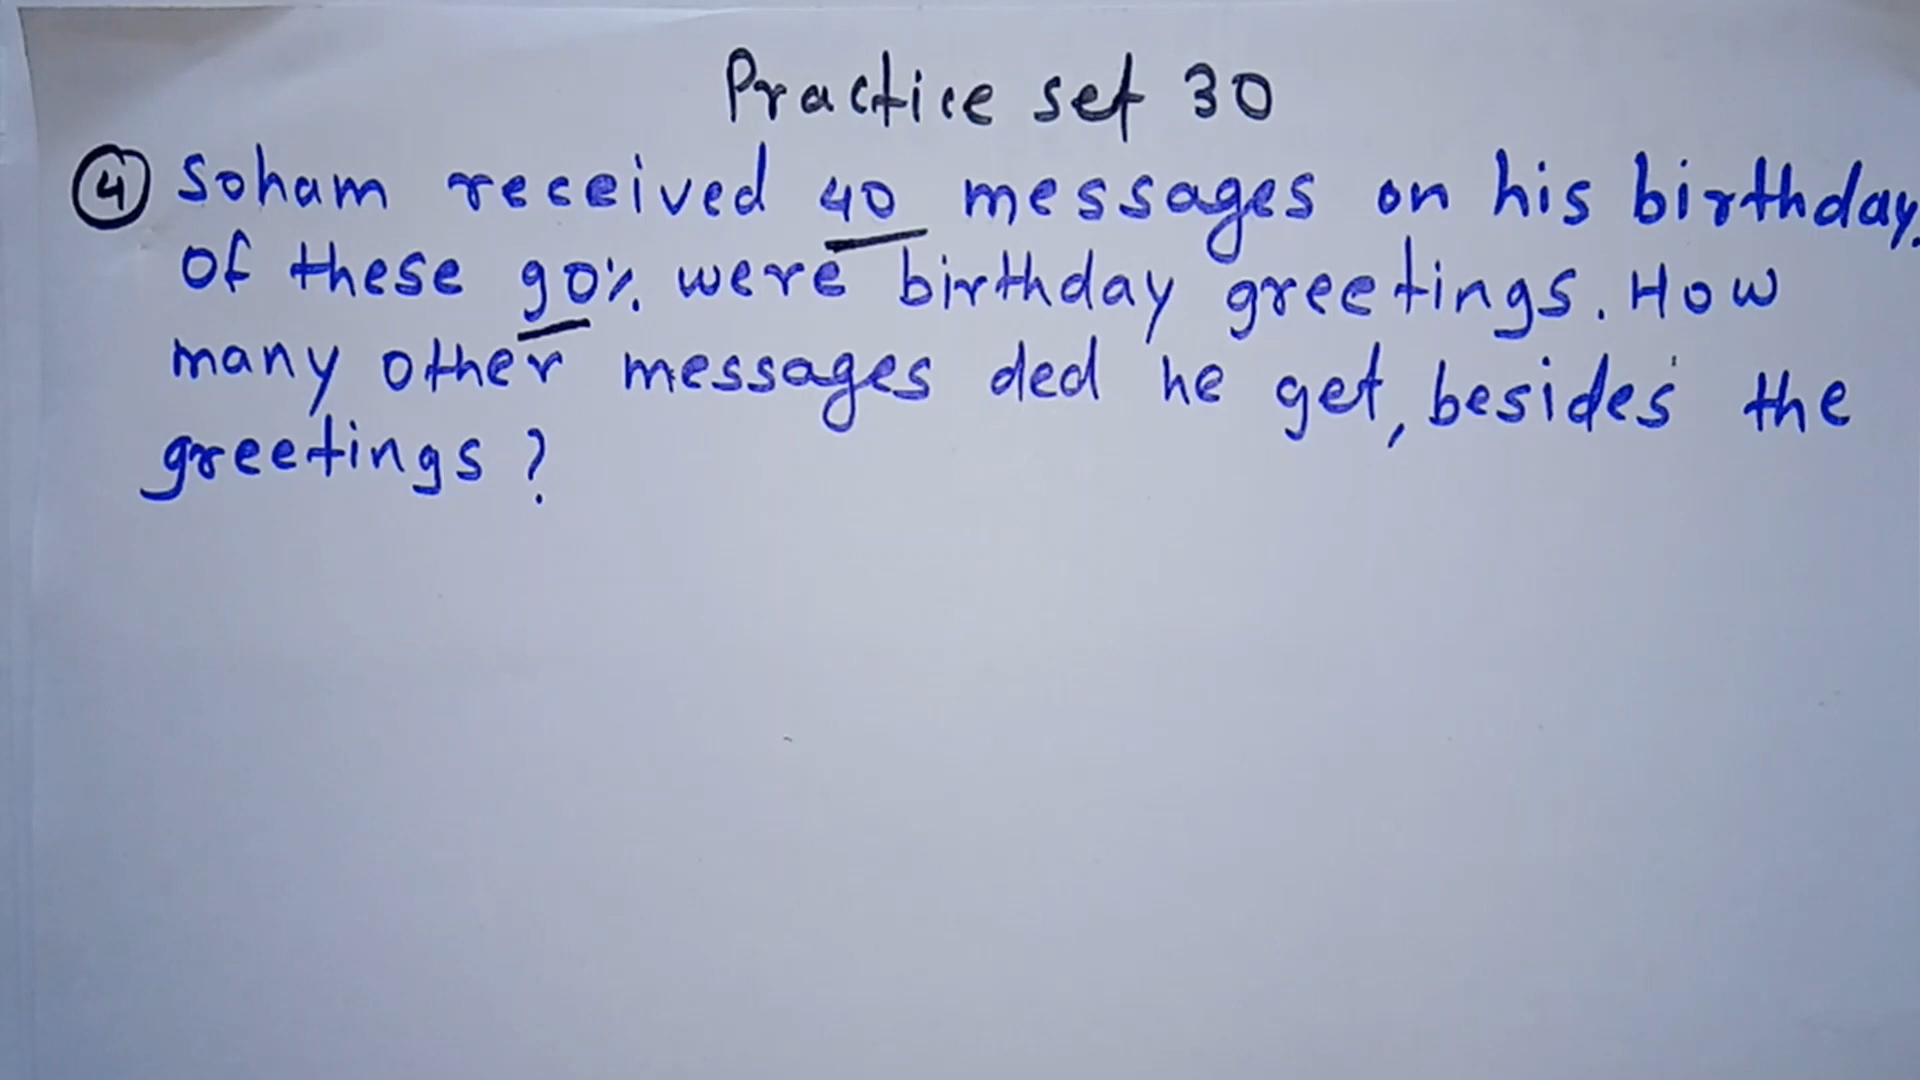 Practice set 30
④ Soham received 40 messages on his birthday.
Of these 90% were birthday greetings. How
many other messages ded he get, besides the
greetings?